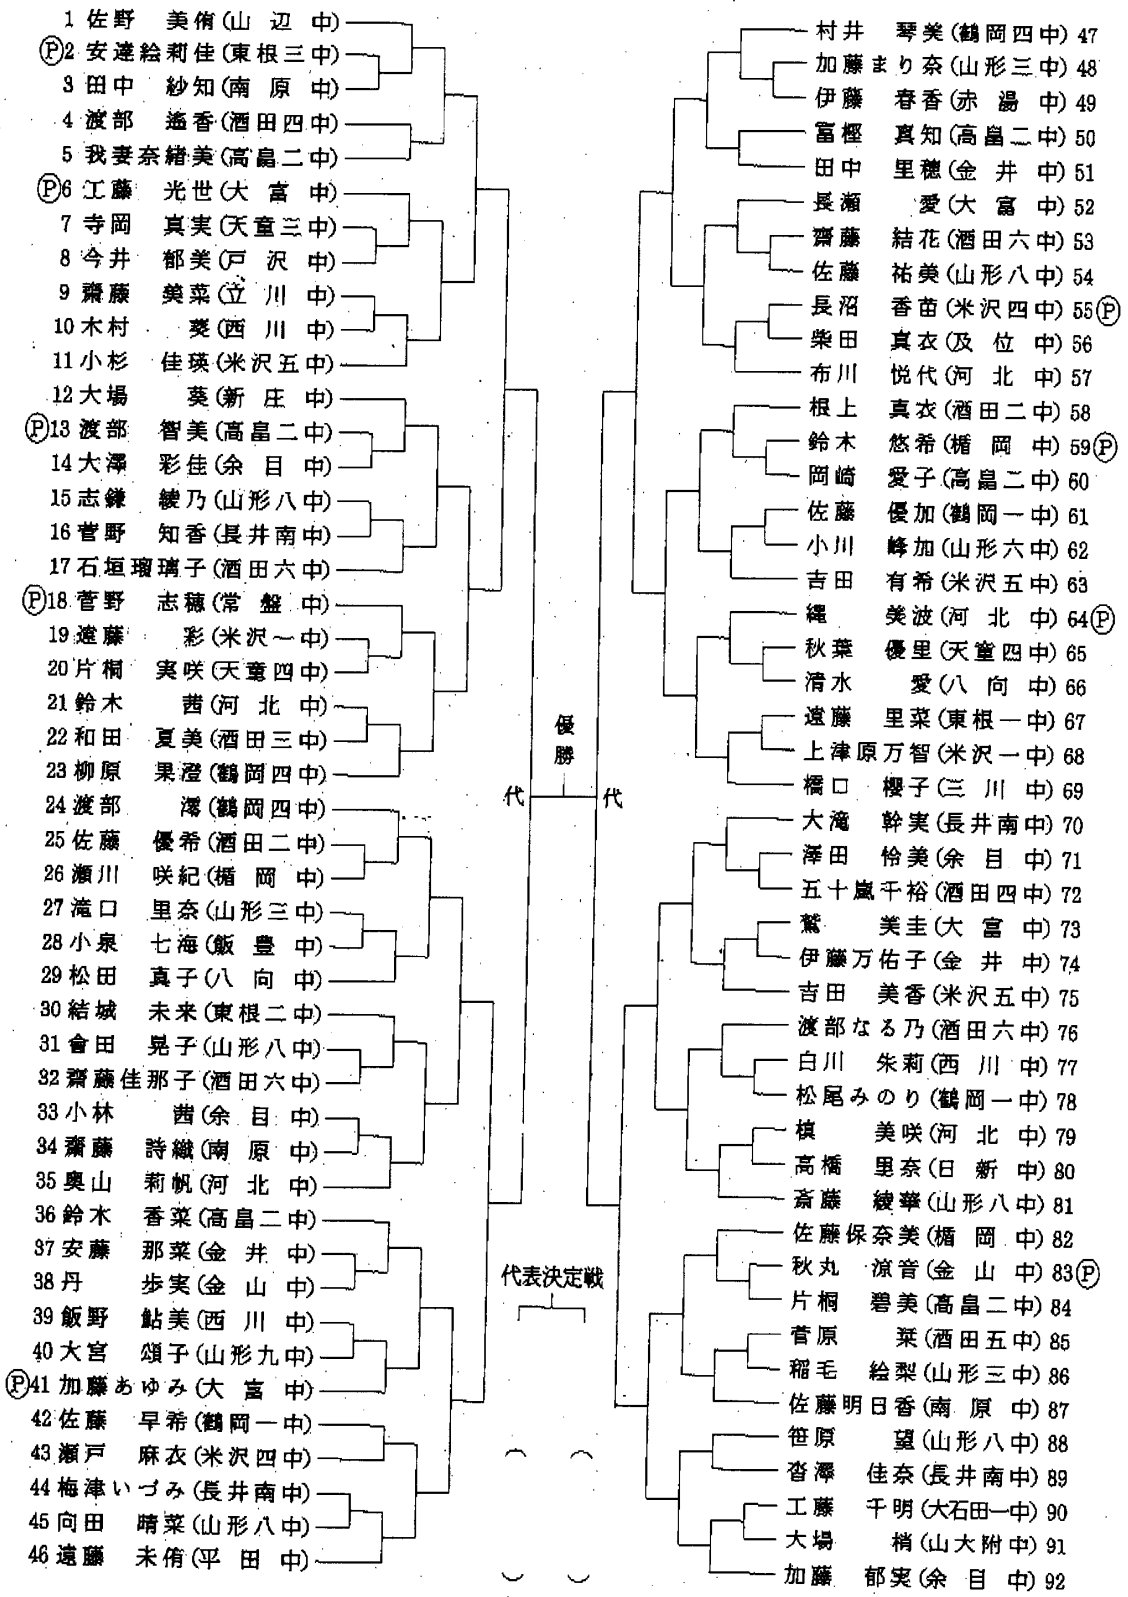 1 佐野 美侑(山辺中)
Ⓟ2 安達絵莉佳(東根三中)
3 田中 紗知(南原中)
4 渡部 遙香(酒田四中)
5 我妻奈緒美(高畠二中)
Ⓟ6 工藤 光世(大富中)
7 寺岡 真実(天童三中)
8 今井 郁美(戸沢中)
9 齋藤 美菜(立川中)
10 木村 葵(西川中)
11 小杉 佳瑛(米沢五中)
12 大場 葵(新庄中)
Ⓟ13 渡部 智美(高畠二中)
14 大澤 彩佳(余目中)
15 志鎌 綾乃(山形八中)
16 菅野 知香(長井南中)
17 石垣瑠璃子(酒田六中)
Ⓟ18 菅野 志穂(常盤中)
19 遠藤 彩(米沢一中)
20 片桐 実咲(天童四中)
21 鈴木 茜(河北中)
22 和田 夏美(酒田三中)
23 柳原 果澄(鶴岡四中)
24 渡部 澪(鶴岡四中)
25 佐藤 優希(酒田二中)
26 瀬川 咲紀(楯岡中)
27 滝口 里奈(山形三中)
28 小泉 七海(飯豊中)
29 松田 真子(八向中)
30 結城 未来(東根二中)
31 會田 晃子(山形八中)
32 齋藤佳那子(酒田六中)
33 小林 茜(余目中)
34 齋藤 詩織(南原中)
35 奥山 莉帆(河北中)
36 鈴木 香菜(高畠二中)
37 安藤 那菜(金井中)
38 丹 歩実(金山中)
39 飯野 鮎美(西川中)
40 大宮 頌子(山形九中)
Ⓟ41 加藤あゆみ(大富中)
42 佐藤 早希(鶴岡一中)
43 瀬戸 麻衣(米沢四中)
44 梅津いづみ(長井南中)
45 向田 晴菜(山形八中)
46 遠藤 未侑(平田中)
優勝
代
代
代表決定戦
村井 琴美(鶴岡四中) 47
加藤まり奈(山形三中) 48
伊藤 春香(赤湯中) 49
富樫 真知(高畠二中) 50
田中 里穂(金井中) 51
長瀬 愛(大富中) 52
齋藤 結花(酒田六中) 53
佐藤 祐美(山形八中) 54
長沼 香苗(米沢四中) 55Ⓟ
柴田 真衣(及位中) 56
布川 悦代(河北中) 57
根上 真衣(酒田二中) 58
鈴木 悠希(楯岡中) 59Ⓟ
岡崎 愛子(高畠二中) 60
佐藤 優加(鶴岡一中) 61
小川 峰加(山形六中) 62
吉田 有希(米沢五中) 63
縄 美波(河北中) 64Ⓟ
秋葉 優里(天童四中) 65
清水 愛(八向中) 66
遠藤 里菜(東根一中) 67
上津原万智(米沢一中) 68
橋口 櫻子(三川中) 69
大滝 幹実(長井南中) 70
澤田 怜美(余目中) 71
五十嵐千裕(酒田四中) 72
鷲 美圭(大富中) 73
伊藤万佑子(金井中) 74
吉田 美香(米沢五中) 75
渡部なる乃(酒田六中) 76
白川 朱莉(西川中) 77
松尾みのり(鶴岡一中) 78
槙 美咲(河北中) 79
高橋 里奈(日新中) 80
斎藤 綾華(山形八中) 81
佐藤保奈美(楯岡中) 82
秋丸 涼音(金山中) 83Ⓟ
片桐 碧美(高畠二中) 84
菅原 栞(酒田五中) 85
稲毛 絵梨(山形三中) 86
佐藤明日香(南原中) 87
笹原 望(山形八中) 88
沓澤 佳奈(長井南中) 89
工藤 千明(大石田一中) 90
大場 梢(山大附中) 91
加藤 郁実(余目中) 92